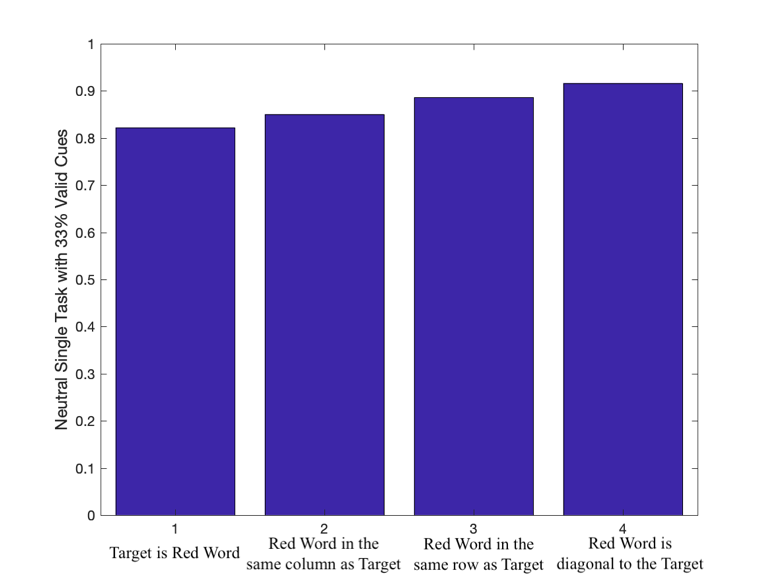 Neutral Single Task with 33% Valid Cues
1
0.9
0.8
0.7
0.6
0.5
0.4
0.3
0.2
0.1
0
1
2
3
4
Target is Red Word
Red Word in the
same column as Target
Red Word in the
same row as Target
Red Word is
diagonal to the Target